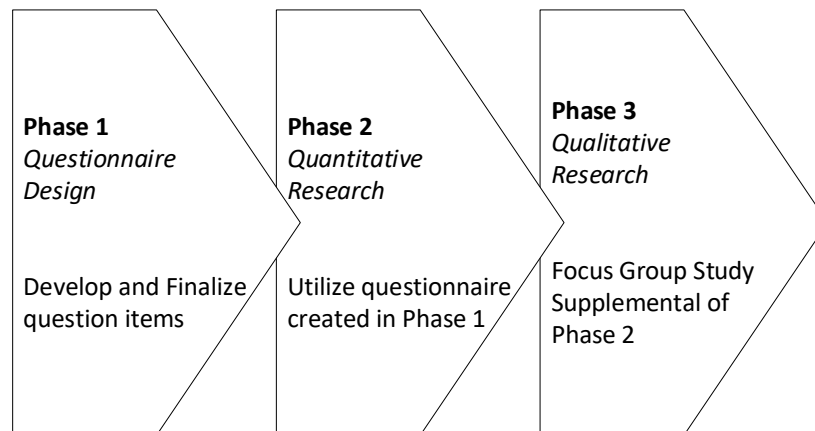 Phase 1
Questionnaire
Design
Develop and Finalize
question items
Phase 2
Quantitative
Research
Utilize questionnaire
created in Phase 1
Phase 3
Qualitative
Research
Focus Group Study
Supplemental of
Phase 2